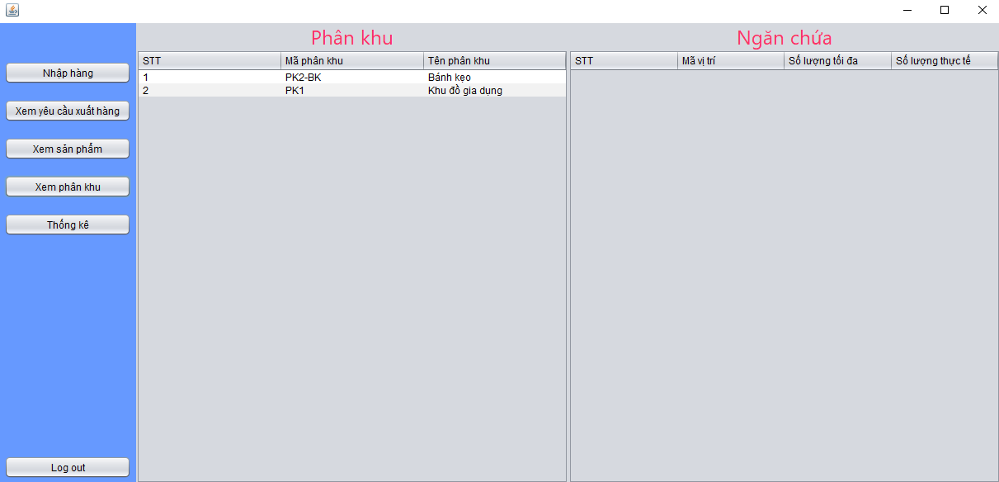 Nhập hàng
Xem yêu cầu xuất hàng
Xem sản phẩm
Xem phân khu
Thống kê
Log out
Phân khu
STT Mã phân khu Tên phân khu
1 PK2-BK Bánh kẹo
2 PK1 Khu đồ gia dụng
Ngăn chứa
STT Mã vị trí Số lượng tối đa Số lượng thực tế